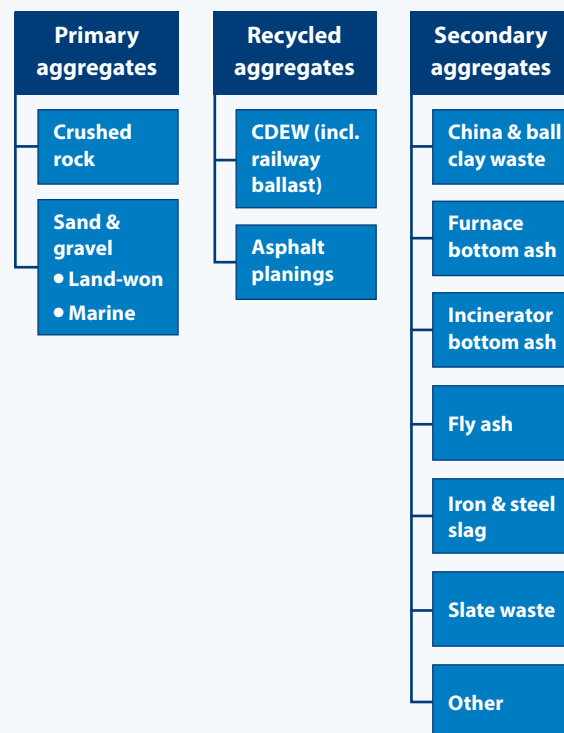 Primary
aggregates
Crushed
rock
Sand &
gravel
• Land-won
• Marine
Recycled
aggregates
CDEW (incl.
railway
ballast)
Asphalt
planings
Secondary
aggregates
China & ball
clay waste
Furnace
bottom ash
Incinerator
bottom ash
Fly ash
Iron & steel
slag
Slate waste
Other